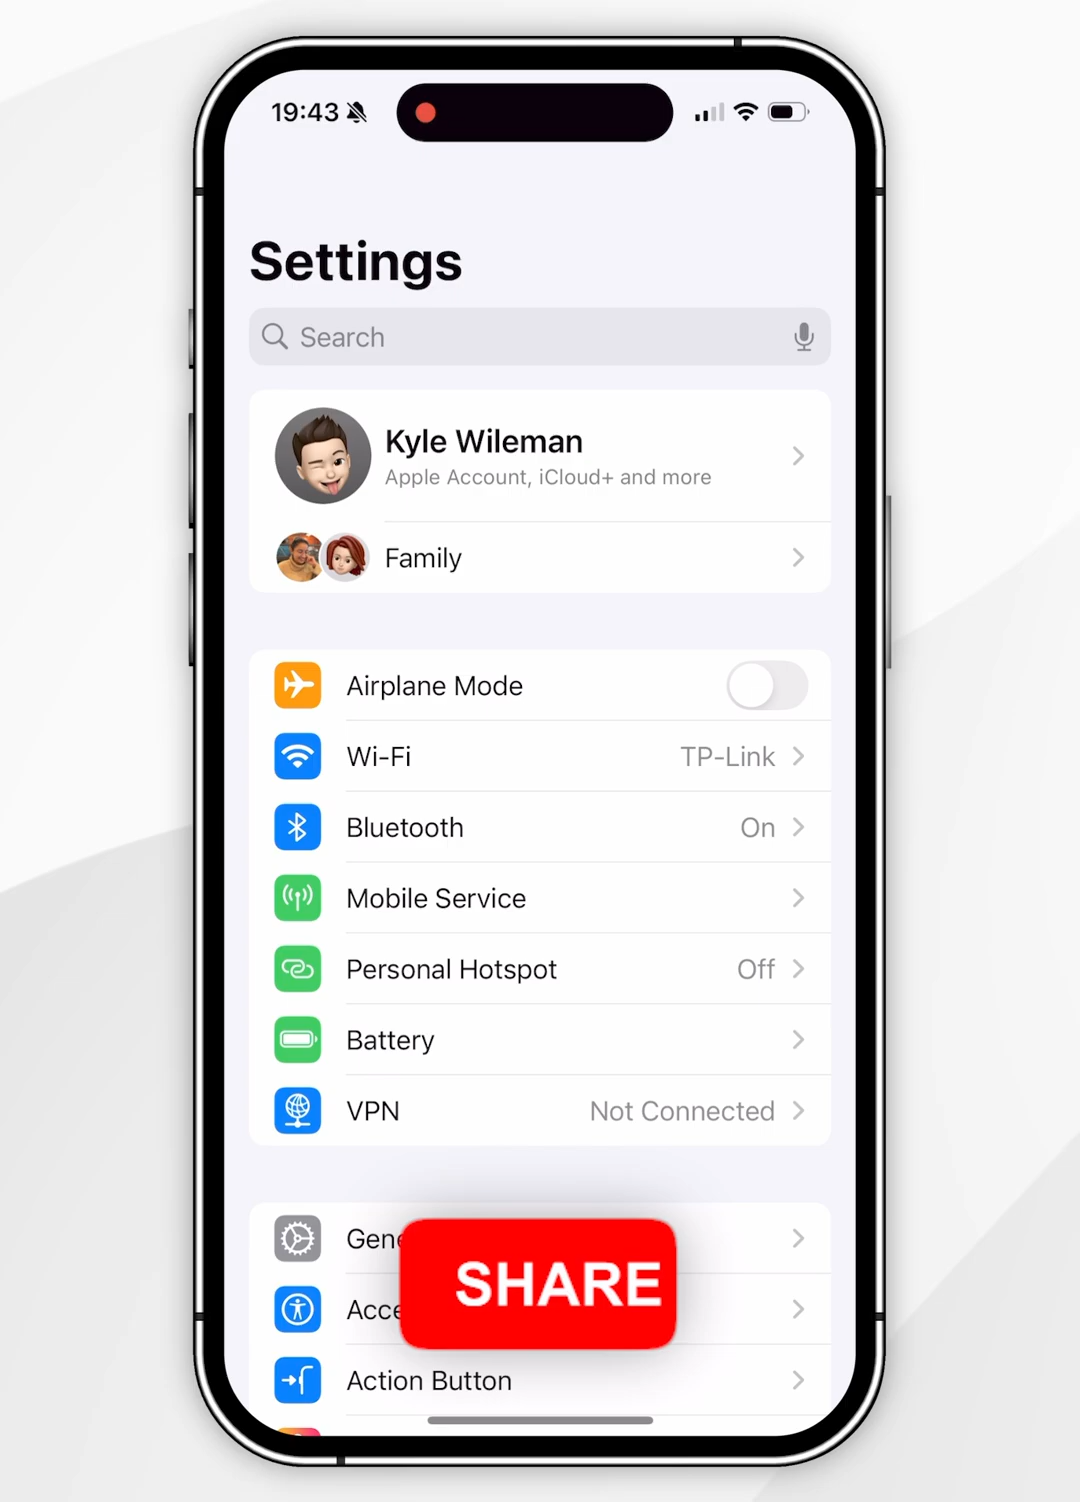 19:43
Settings
Search
Kyle Wileman
Apple Account, iCloud+ and more
Family
Airplane Mode
Wi-Fi TP-Link
Bluetooth On
Mobile Service
Personal Hotspot Off
Battery
VPN Not Connected
Gene
SHARE
Acce
Action Button